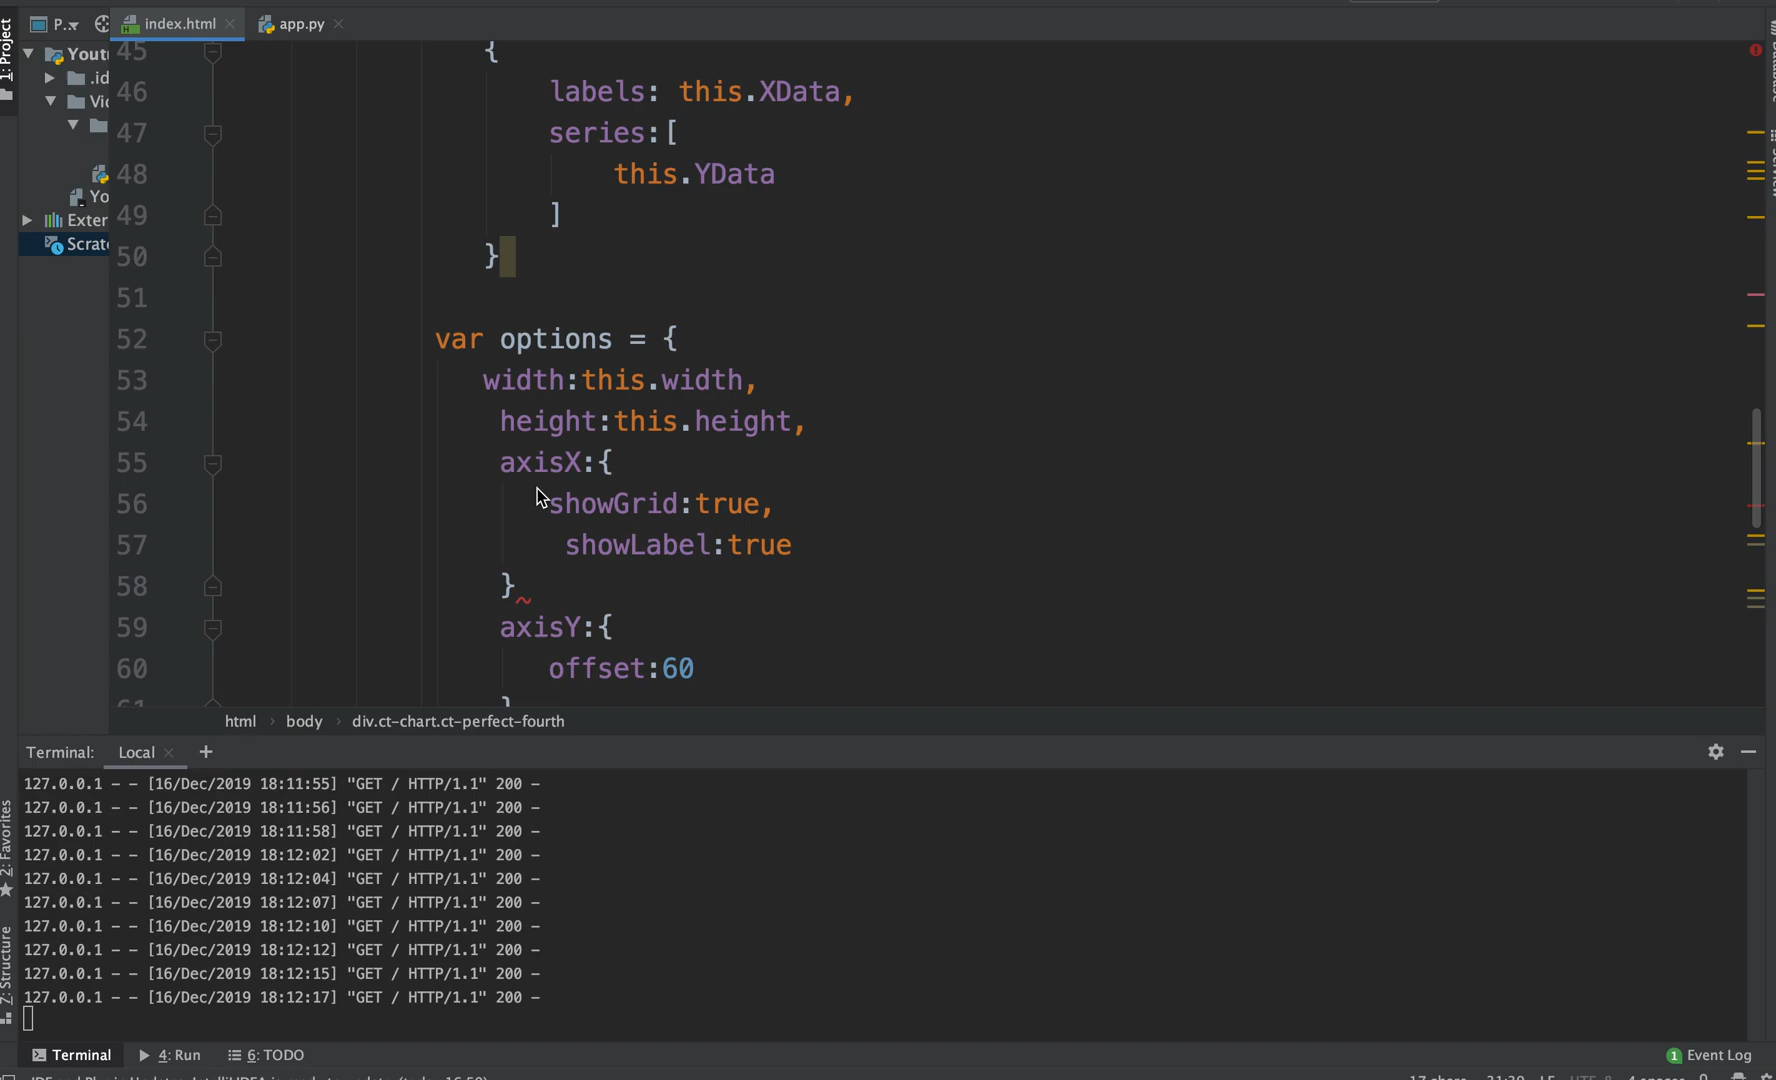 P...
index.html
app.py
1: Project
Yout
.id
Vid
Yo
Exter
Scrat
45 {
46 labels: this.XData,
47 series:[
48 this.YData
49 ]
50 }
51
52 var options = {
53 width:this.width,
54 height:this.height,
55 axisX:{
56 showGrid:true,
57 showLabel:true
58 }
59 axisY:{
60 offset:60
61 }
html › body › div.ct-chart.ct-perfect-fourth
Terminal: Local +
127.0.0.1 - - [16/Dec/2019 18:11:55] "GET / HTTP/1.1" 200 -
127.0.0.1 - - [16/Dec/2019 18:11:56] "GET / HTTP/1.1" 200 -
127.0.0.1 - - [16/Dec/2019 18:11:58] "GET / HTTP/1.1" 200 -
127.0.0.1 - - [16/Dec/2019 18:12:02] "GET / HTTP/1.1" 200 -
127.0.0.1 - - [16/Dec/2019 18:12:04] "GET / HTTP/1.1" 200 -
127.0.0.1 - - [16/Dec/2019 18:12:07] "GET / HTTP/1.1" 200 -
127.0.0.1 - - [16/Dec/2019 18:12:10] "GET / HTTP/1.1" 200 -
127.0.0.1 - - [16/Dec/2019 18:12:12] "GET / HTTP/1.1" 200 -
127.0.0.1 - - [16/Dec/2019 18:12:15] "GET / HTTP/1.1" 200 -
127.0.0.1 - - [16/Dec/2019 18:12:17] "GET / HTTP/1.1" 200 -
2: Favorites
7: Structure
Terminal
4: Run
6: TODO
1 Event Log